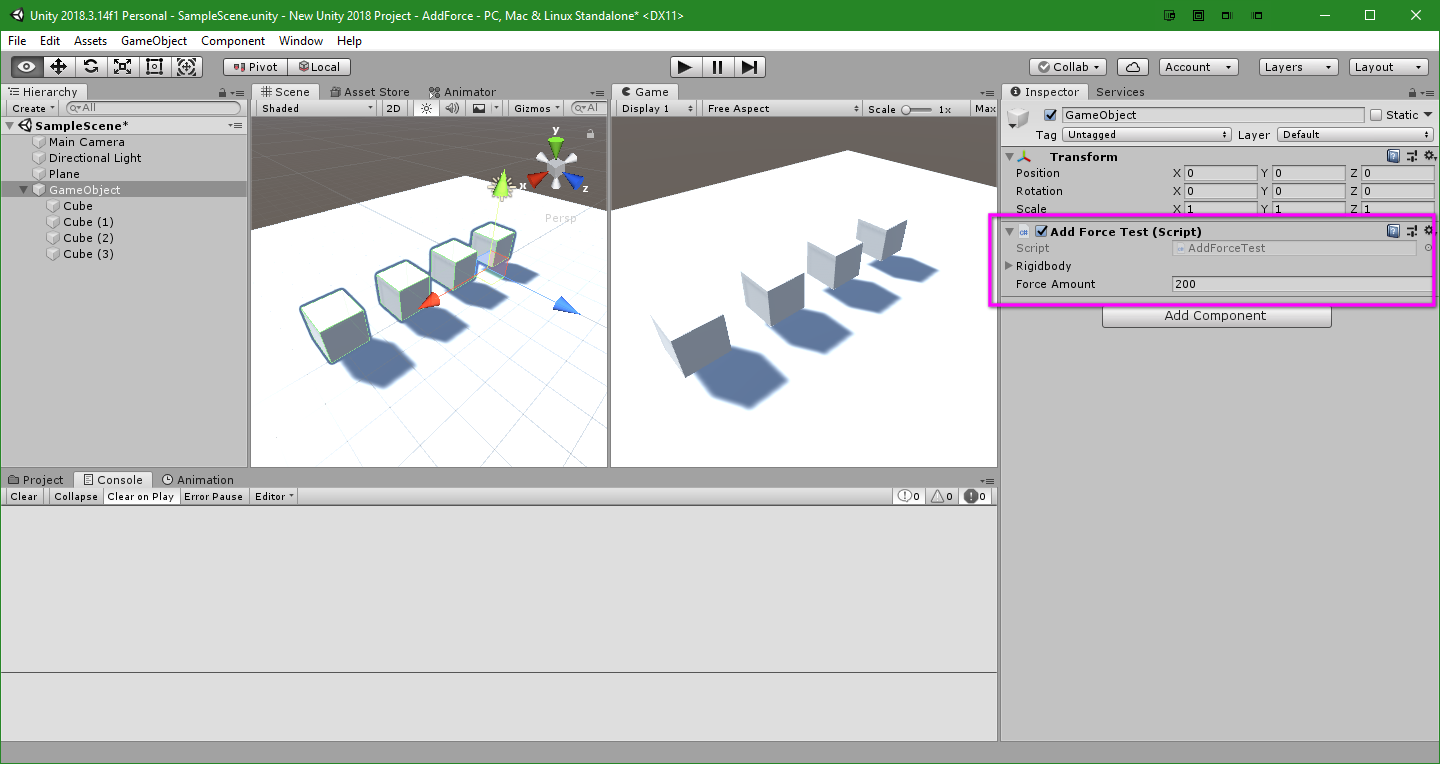 Unity 2018.3.14f1 Personal - SampleScene.unity - New Unity 2018 Project - AddForce - PC, Mac & Linux Standalone* <DX11>
File Edit Assets GameObject Component Window Help
Pivot Local Collab Account Layers Layout
Hierarchy
Create All
SampleScene*
Main Camera
Directional Light
Plane
GameObject
Cube
Cube (1)
Cube (2)
Cube (3)
Scene Asset Store Animator
Shaded 2D Gizmos Al
y
x
z
Persp
Game
Display 1 Free Aspect Scale 1x Max
Inspector Services
GameObject Static
Tag Untagged Layer Default
Transform
Position X 0 Y 0 Z 0
Rotation X 0 Y 0 Z 0
Scale X 1 Y 1 Z 1
C#
Add Force Test (Script)
Script AddForceTest
Rigidbody
Force Amount 200
Add Component
Project Console Animation
Clear Collapse Clear on Play Error Pause Editor 0 0 0